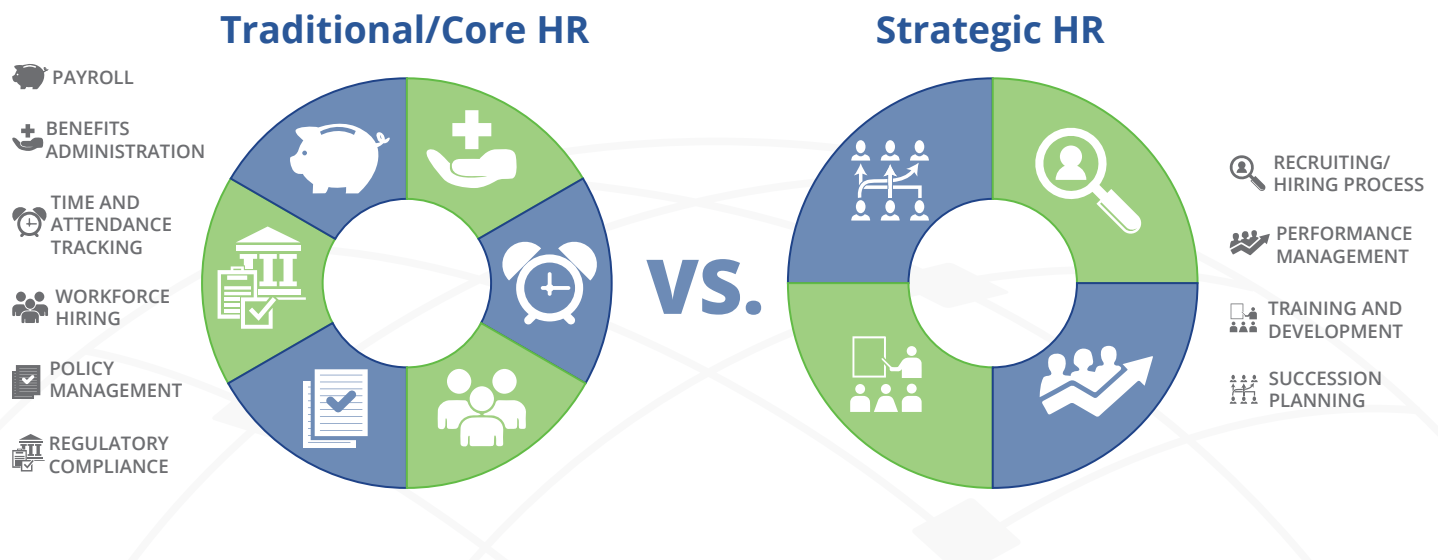 Traditional/Core HR
PAYROLL
BENEFITS
ADMINISTRATION
TIME AND
ATTENDANCE
TRACKING
WORKFORCE
HIRING
POLICY
MANAGEMENT
REGULATORY
COMPLIANCE
VS.
Strategic HR
RECRUITING/
HIRING PROCESS
PERFORMANCE
MANAGEMENT
TRAINING AND
DEVELOPMENT
SUCCESSION
PLANNING